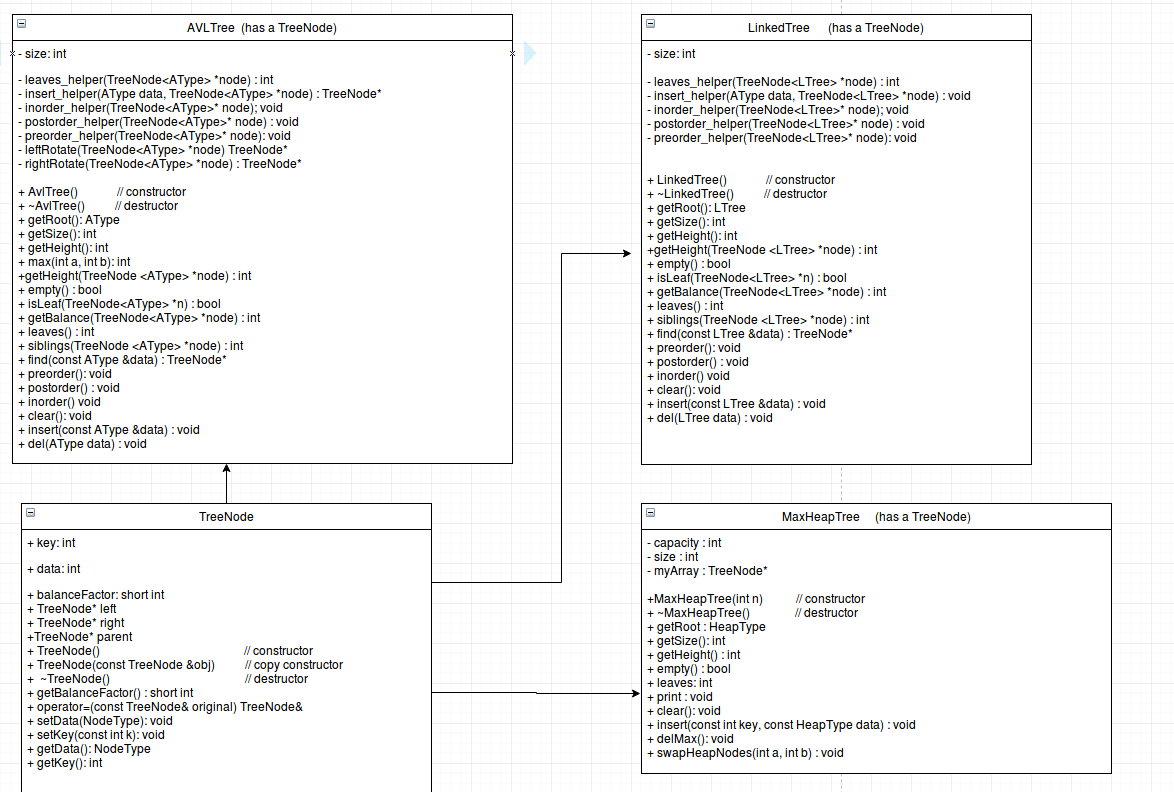 AVLTree (has a TreeNode)
- size: int
- leaves_helper(TreeNode<AType> *node) : int
- insert_helper(AType data, TreeNode<AType> *node) : TreeNode*
- inorder_helper(TreeNode<AType>* node); void
- postorder_helper(TreeNode<AType>* node) : void
- preorder_helper(TreeNode<AType>* node): void
- leftRotate(TreeNode<AType> *node) TreeNode*
- rightRotate(TreeNode<AType> *node) : TreeNode*
+ AvlTree() // constructor
+ ~AvlTree() // destructor
+ getRoot(): AType
+ getSize(): int
+ getHeight(): int
+ max(int a, int b): int
+getHeight(TreeNode <AType> *node) : int
+ empty() : bool
+ isLeaf(TreeNode<AType> *n) : bool
+ getBalance(TreeNode<AType> *node): int
+ leaves() : int
+ siblings(TreeNode <AType> *node) : int
+ find(const AType &data) : TreeNode*
+ preorder(): void
+ postorder() : void
+ inorder() void
+ clear(): void
+ insert(const AType &data) : void
+ del(AType data) : void
LinkedTree (has a TreeNode)
- size: int
- leaves_helper(TreeNode<LTree> *node) : int
- insert_helper(AType data, TreeNode<LTree> *node) : void
- inorder_helper(TreeNode<LTree>* node); void
- postorder_helper(TreeNode<LTree>* node) : void
- preorder_helper(TreeNode<LTree>* node): void
+ LinkedTree() // constructor
+ ~LinkedTree() // destructor
+ getRoot(): LTree
+ getSize(): int
+ getHeight(): int
+getHeight(TreeNode <LTree> *node) : int
+ empty() : bool
+ isLeaf(TreeNode<LTree> *n) : bool
+ getBalance(TreeNode<LTree> *node): int
+ leaves() : int
+ siblings(TreeNode <LTree> *node) : int
+ find(const LTree &data) : TreeNode*
+ preorder(): void
+ postorder() : void
+ inorder() void
+ clear(): void
+ insert(const LTree &data) : void
+ del(LTree data) : void
TreeNode
+ key: int
+ data: int
+ balanceFactor: short int
+ TreeNode* left
+ TreeNode* right
+TreeNode* parent
+ TreeNode() // constructor
+ TreeNode(const TreeNode &obj) // copy constructor
+ ~TreeNode() // destructor
+ getBalanceFactor() : short int
+ operator=(const TreeNode& original) TreeNode&
+ setData(NodeType): void
+ setKey(const int k): void
+ getData(): NodeType
+ getKey(): int
MaxHeapTree (has a TreeNode)
- capacity : int
- size : int
- myArray : TreeNode*
+MaxHeapTree(int n) // constructor
+ ~MaxHeapTree() // destructor
+ getRoot : HeapType
+ getSize(): int
+ getHeight() : int
+ empty() : bool
+ leaves: int
+ print : void
+ clear(): void
+ insert(const int key, const HeapType data) : void
+ delMax(): void
+ swapHeapNodes(int a, int b) : void